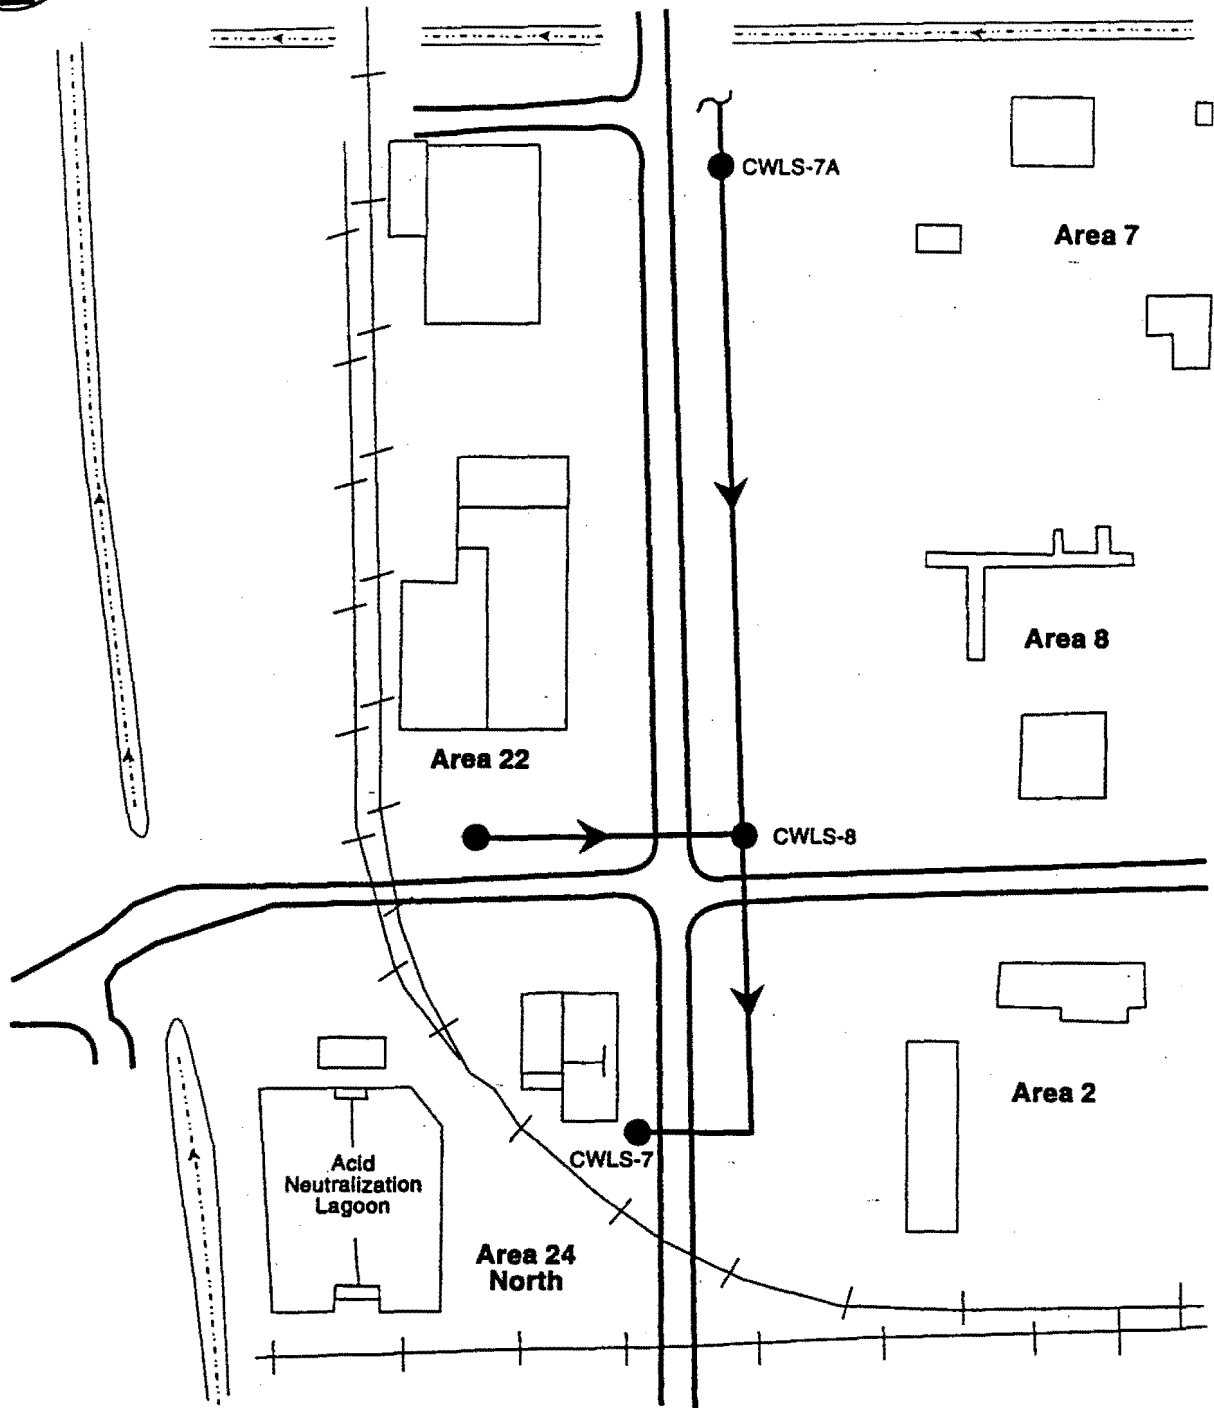 CWLS-7A
Area 7
Area 8
Area 22
CWLS-8
Area 2
CWLS-7
Acid
Neutralization
Lagoon
Area 24
North